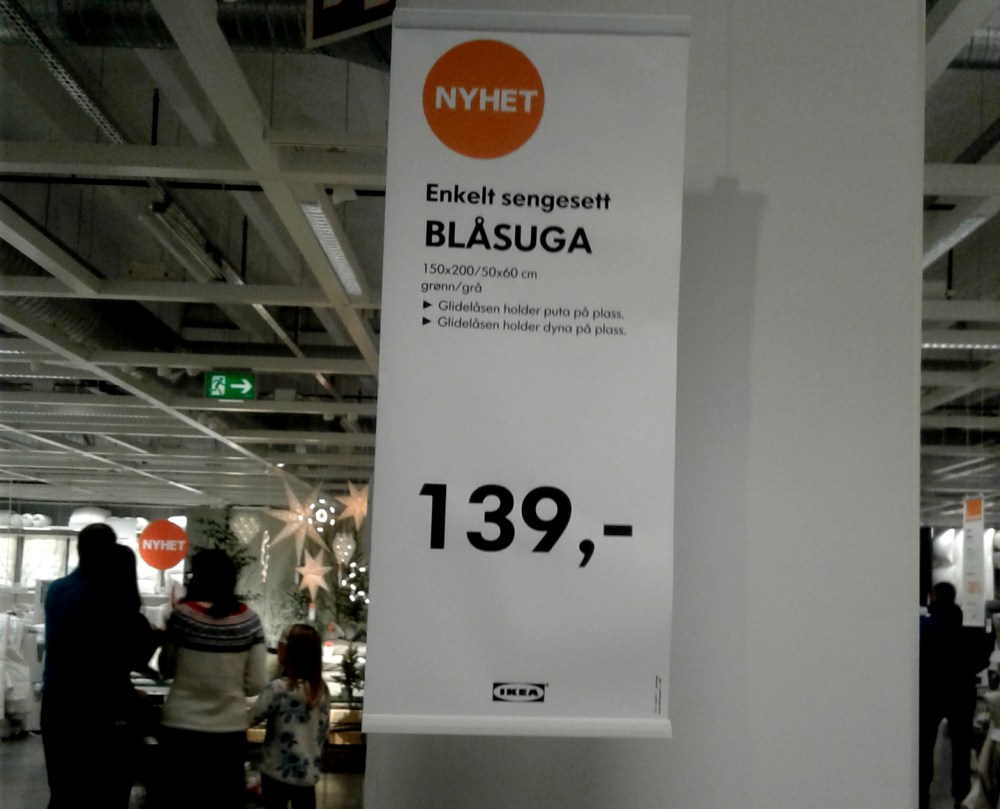 NYHET
Enkelt sengesett
BLÅSUGA
150x200/50x60 cm
grønn/grå
► Glidelåsen holder puta på plass.
► Glidelåsen holder dyna på plass.
139,-
IKEA
NYHET